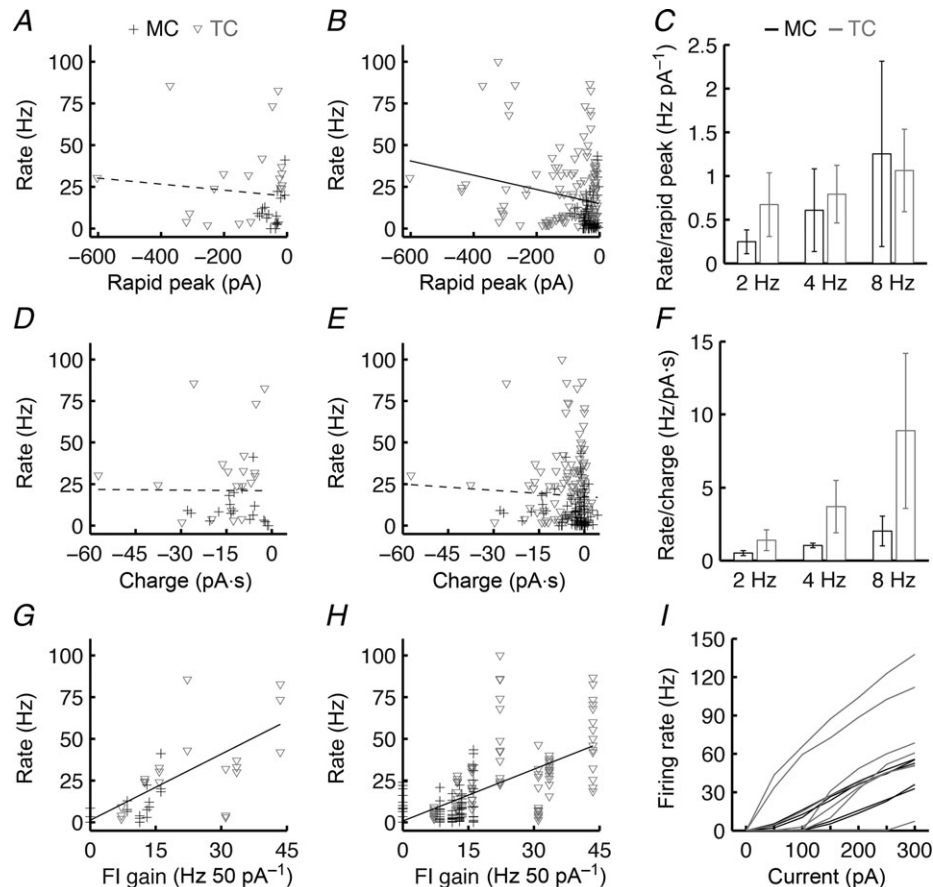 A
B
C
+ MC ▽ TC
MC TC
Rate (Hz)
100
75
50
25
0
−600 −400 −200 0
Rapid peak (pA)
Rate (Hz)
100
75
50
25
0
−600 −400 −200 0
Rapid peak (pA)
Rate/rapid peak (Hz pA−1)
2.5
2
1.5
1
0.5
0
2 Hz 4 Hz 8 Hz
D
E
F
Rate (Hz)
100
75
50
25
0
−60 −45 −30 −15 0
Charge (pA·s)
Rate (Hz)
100
75
50
25
0
−60 −45 −30 −15 0
Charge (pA·s)
Rate/charge (Hz/pA·s)
15
10
5
0
2 Hz 4 Hz 8 Hz
G
H
I
Rate (Hz)
100
75
50
25
0
0 15 30 45
FI gain (Hz 50 pA−1)
Rate (Hz)
100
75
50
25
0
0 15 30 45
FI gain (Hz 50 pA−1)
Firing rate (Hz)
150
120
90
60
30
0
0 100 200 300
Current (pA)